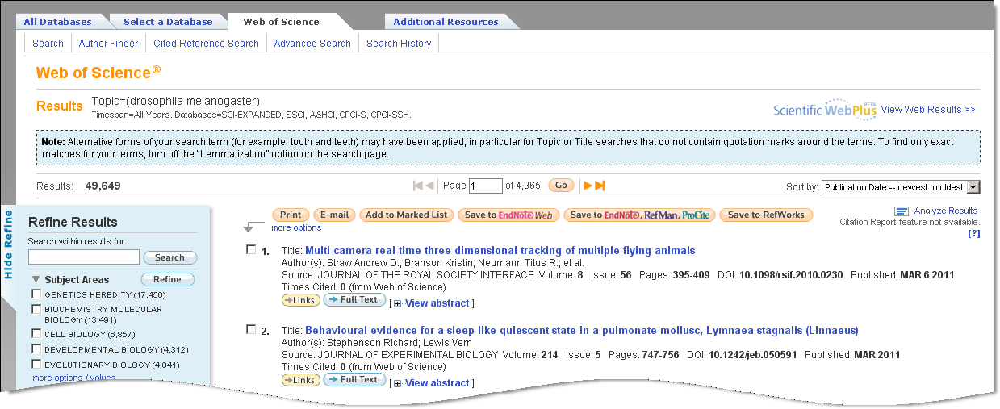 All Databases Select a Database Web of Science Additional Resources
Search Author Finder Cited Reference Search Advanced Search Search History
Web of Science®
Results Topic=(drosophila melanogaster)
Timespan=All Years. Databases=SCI-EXPANDED, SSCI, A&HCI, CPCI-S, CPCI-SSH.
Scientific WebPlus BETA View Web Results >>
Note: Alternative forms of your search term (for example, tooth and teeth) may have been applied, in particular for Topic or Title searches that do not contain quotation marks around the terms. To find only exact
matches for your terms, turn off the "Lemmatization" option on the search page.
Results: 49,649 Page 1 of 4,965 Go Sort by: Publication Date -- newest to oldest
Hide Refine
Refine Results
Search within results for
Search
Subject Areas Refine
GENETICS HEREDITY (17,456)
BIOCHEMISTRY MOLECULAR
BIOLOGY (13,491)
CELL BIOLOGY (6,857)
DEVELOPMENTAL BIOLOGY (4,312)
EVOLUTIONARY BIOLOGY (4,041)
more options / values
Print E-mail Add to Marked List Save to EndNote Web Save to EndNote, RefMan, ProCite Save to RefWorks
more options
Analyze Results
Citation Report feature not available.
[?]
1. Title: Multi-camera real-time three-dimensional tracking of multiple flying animals
Author(s): Straw Andrew D.; Branson Kristin; Neumann Titus R.; et al.
Source: JOURNAL OF THE ROYAL SOCIETY INTERFACE Volume: 8 Issue: 56 Pages: 395-409 DOI: 10.1098/rsif.2010.0230 Published: MAR 6 2011
Times Cited: 0 (from Web of Science)
Links Full Text [ View abstract ]
2. Title: Behavioural evidence for a sleep-like quiescent state in a pulmonate mollusc, Lymnaea stagnalis (Linnaeus)
Author(s): Stephenson Richard; Lewis Vern
Source: JOURNAL OF EXPERIMENTAL BIOLOGY Volume: 214 Issue: 5 Pages: 747-756 DOI: 10.1242/jeb.050591 Published: MAR 2011
Times Cited: 0 (from Web of Science)
Links Full Text [ View abstract ]